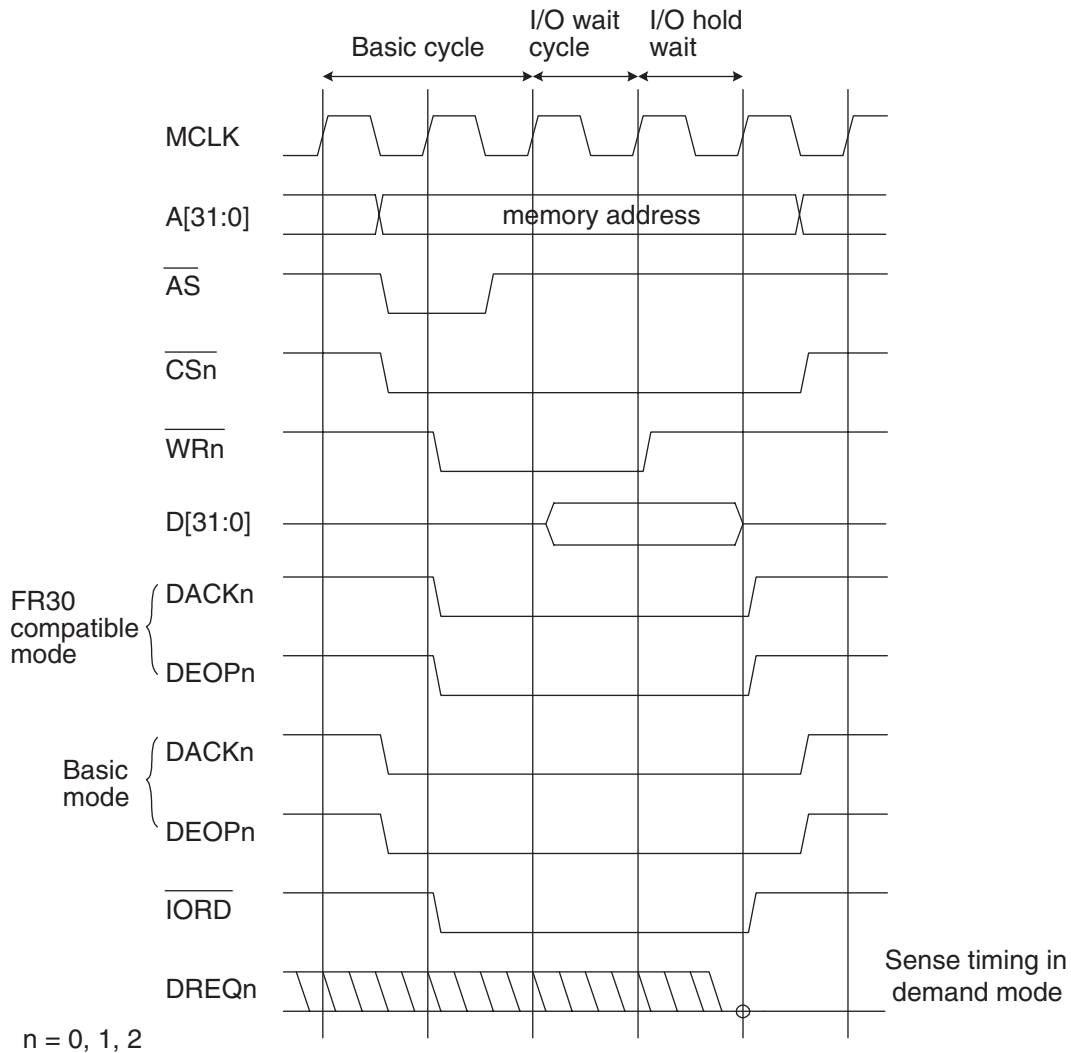 I/O wait cycle
I/O hold wait
Basic cycle
MCLK
A[31:0]
memory address
AS
CSn
WRn
D[31:0]
FR30 compatible mode
DACKn
DEOPn
Basic mode
DACKn
DEOPn
IORD
DREQn
Sense timing in demand mode
n = 0, 1, 2